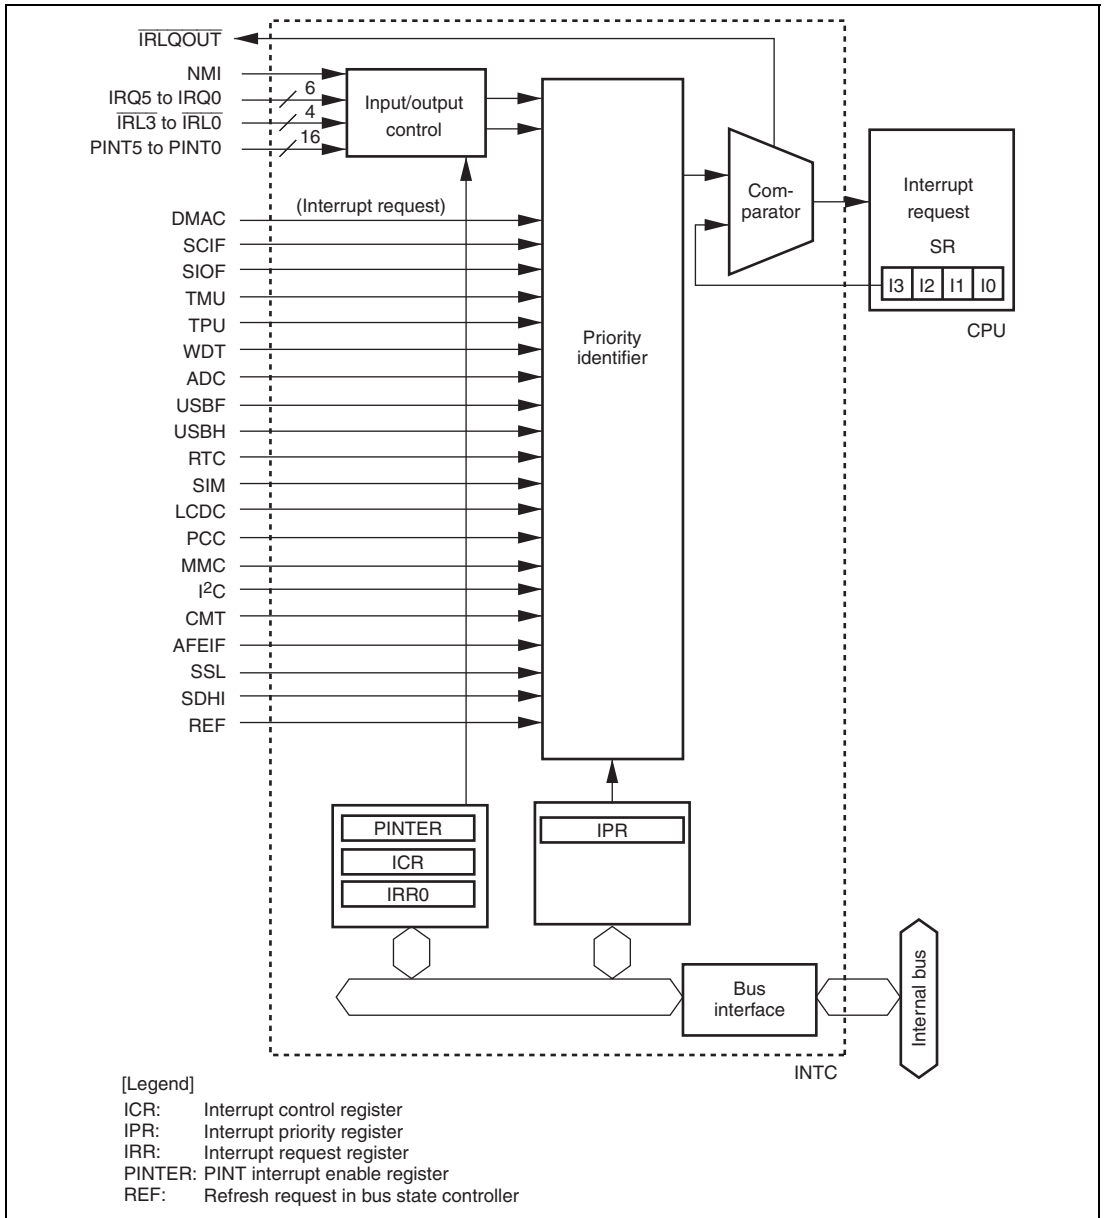 IRLQOUT
NMI
IRQ5 to IRQ0
6
IRL3 to IRL0
4
PINT5 to PINT0
16
Input/output
control
(Interrupt request)
DMAC
SCIF
SIOF
TMU
TPU
WDT
ADC
USBF
USBH
RTC
SIM
LCDC
PCC
MMC
I²C
CMT
AFEIF
SSL
SDHI
REF
Priority
identifier
Com-
parator
Interrupt
request
SR
I3 I2 I1 I0
CPU
PINTER
ICR
IRR0
IPR
Bus
interface
Internal bus
INTC
[Legend]
ICR: Interrupt control register
IPR: Interrupt priority register
IRR: Interrupt request register
PINTER: PINT interrupt enable register
REF: Refresh request in bus state controller